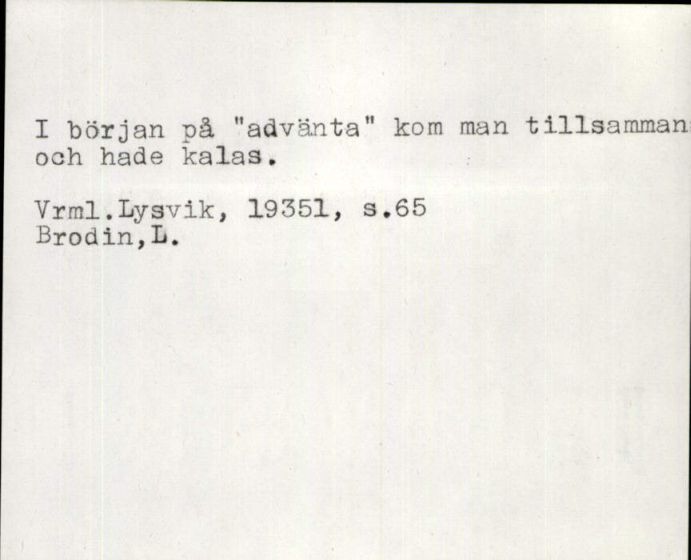 I början på "advänta" kom man tillsamman
och hade kalas.
Vrml.Lysvik, 19351, s.65
Brodin,L.